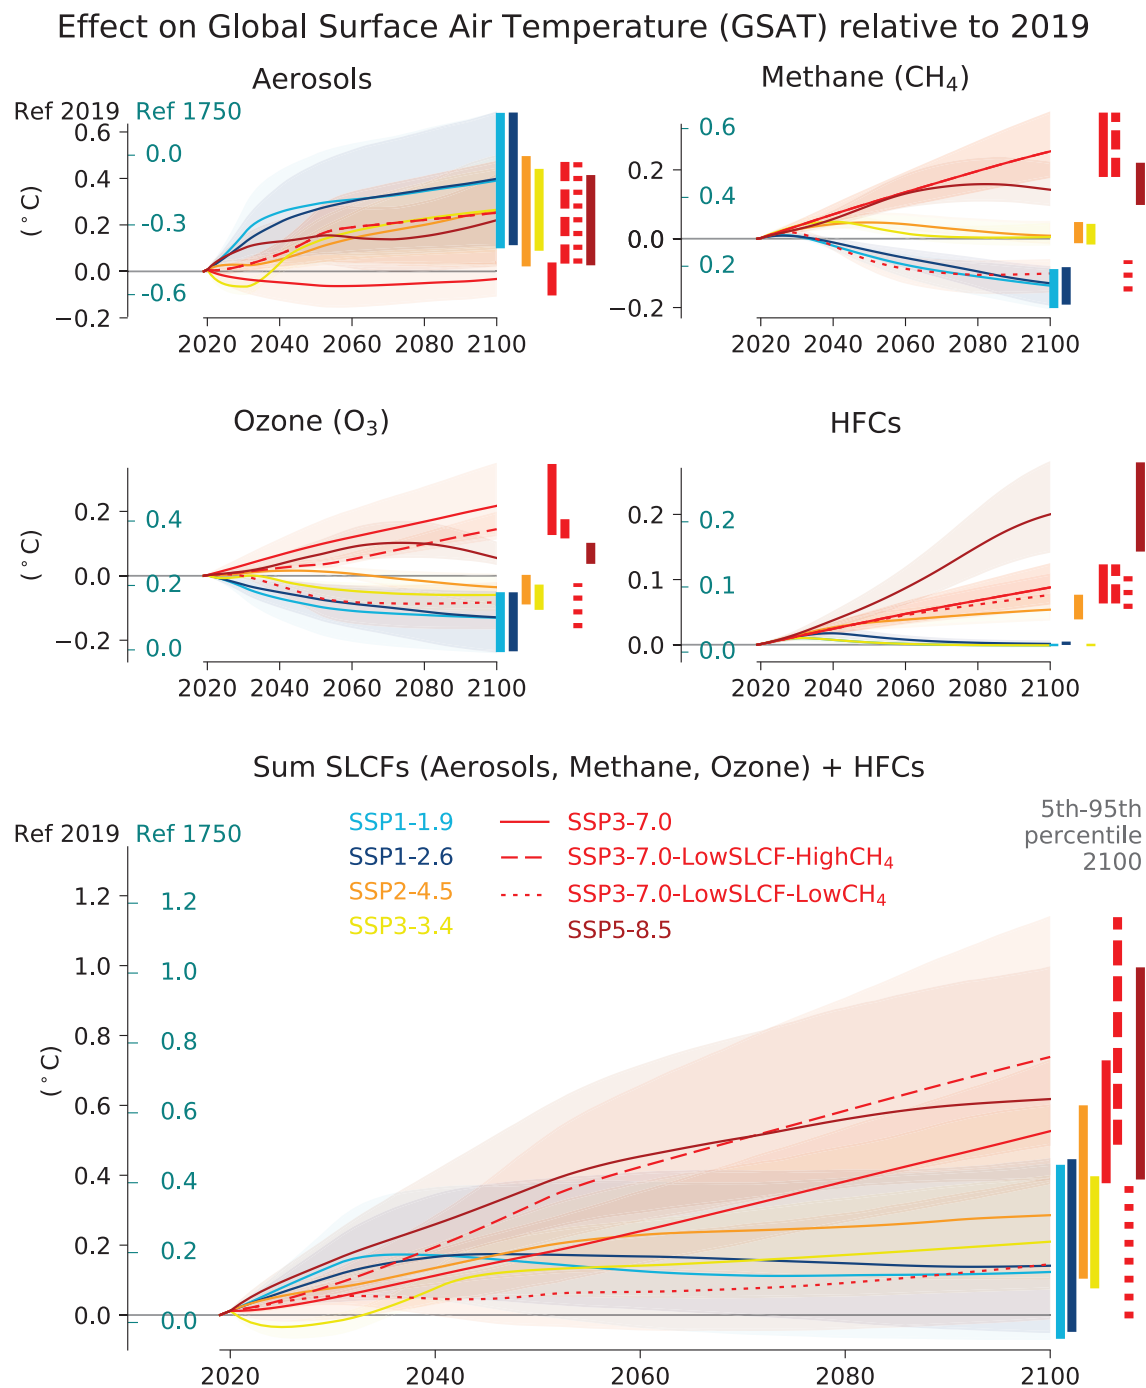 Effect on Global Surface Air Temperature (GSAT) relative to 2019
Aerosols
Methane (CH₄)
Ref 2019 Ref 1750
0.6
0.4
0.2
0.0
−0.2
0.0
-0.3
-0.6
(°C)
2020 2040 2060 2080 2100
0.2
0.0
−0.2
0.6
0.4
0.2
2020 2040 2060 2080 2100
Ozone (O₃)
HFCs
0.2
0.0
−0.2
0.4
0.2
0.0
(°C)
2020 2040 2060 2080 2100
0.2
0.1
0.0
0.2
0.1
0.0
2020 2040 2060 2080 2100
Sum SLCFs (Aerosols, Methane, Ozone) + HFCs
Ref 2019 Ref 1750
SSP1-1.9
SSP1-2.6
SSP2-4.5
SSP3-3.4
SSP3-7.0
SSP3-7.0-LowSLCF-HighCH₄
SSP3-7.0-LowSLCF-LowCH₄
SSP5-8.5
5th-95th
percentile
2100
1.2
1.0
0.8
0.6
0.4
0.2
0.0
1.2
1.0
0.8
0.6
0.4
0.2
0.0
(°C)
2020 2040 2060 2080 2100